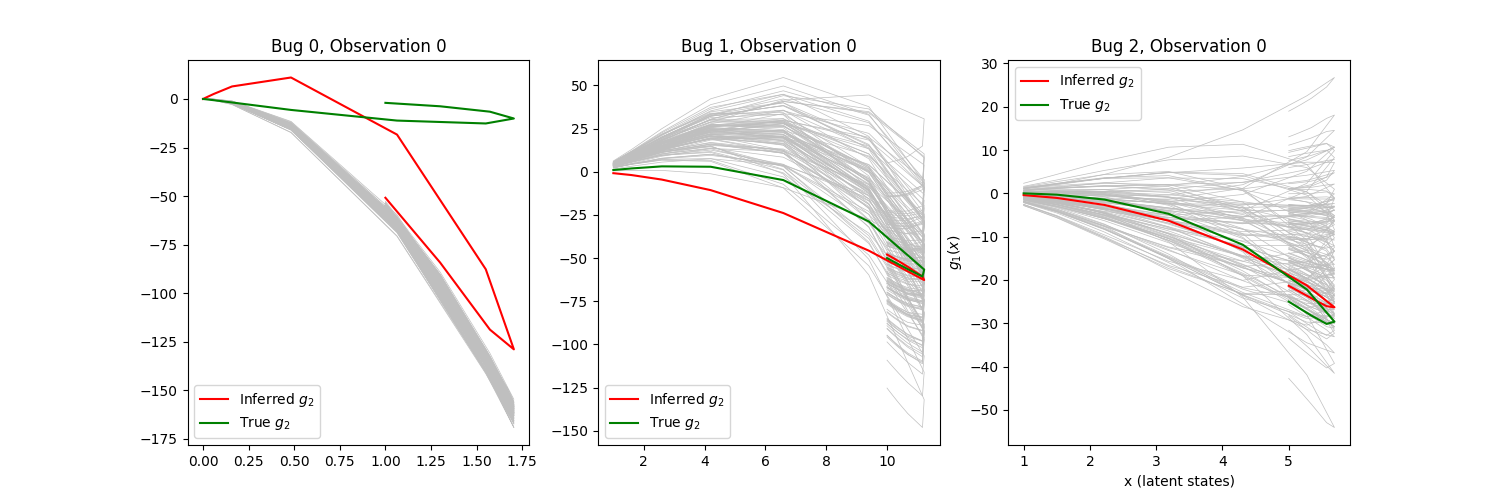 Bug 0, Observation 0
0
−25
−50
−75
−100
−125
−150
−175
0.00 0.25 0.50 0.75 1.00 1.25 1.50 1.75
Inferred g₂
True g₂
Bug 1, Observation 0
50
25
0
−25
−50
−75
−100
−125
−150
2 4 6 8 10
Inferred g₂
True g₂
Bug 2, Observation 0
30
20
10
0
−10
−20
−30
−40
−50
g₁(x)
1 2 3 4 5
x (latent states)
Inferred g₂
True g₂